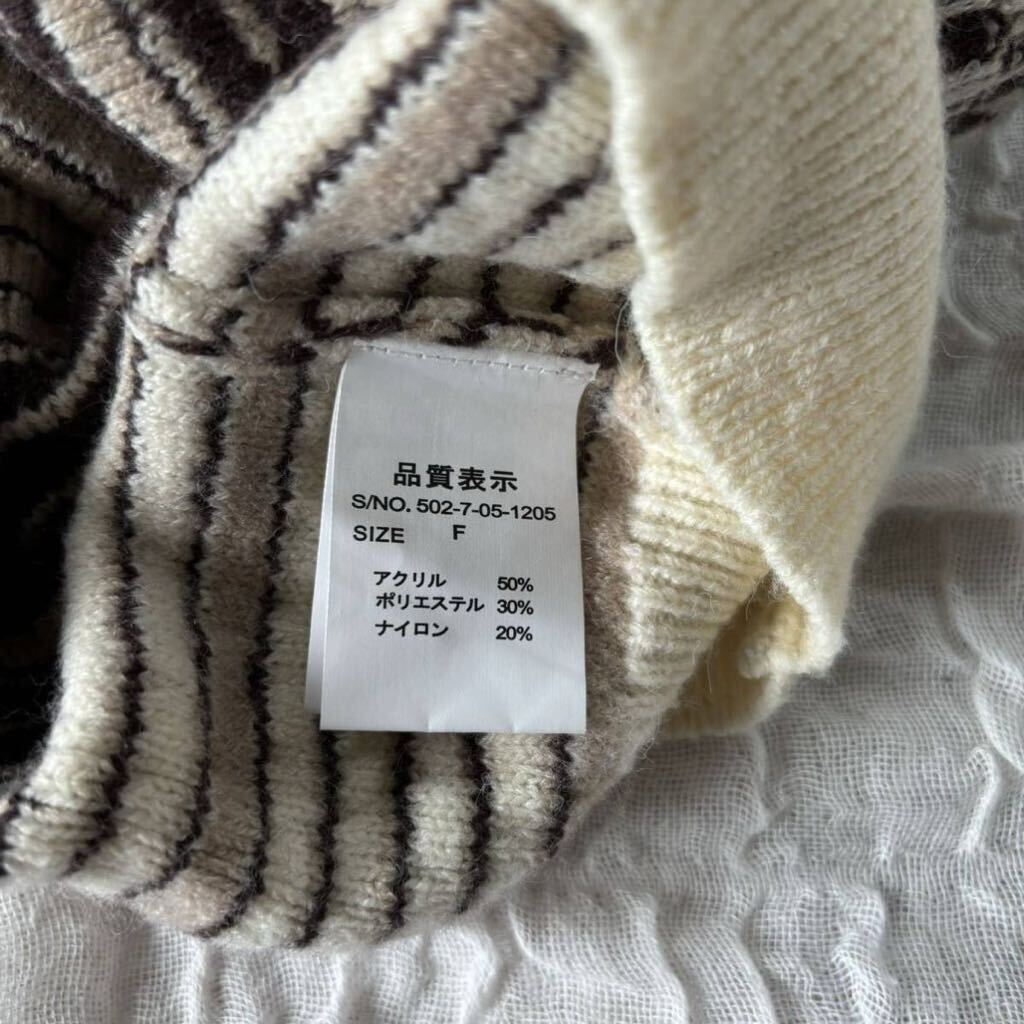 品質表示
S/NO. 502-7-05-1205
SIZE F
アクリル 50%
ポリエステル 30%
ナイロン 20%